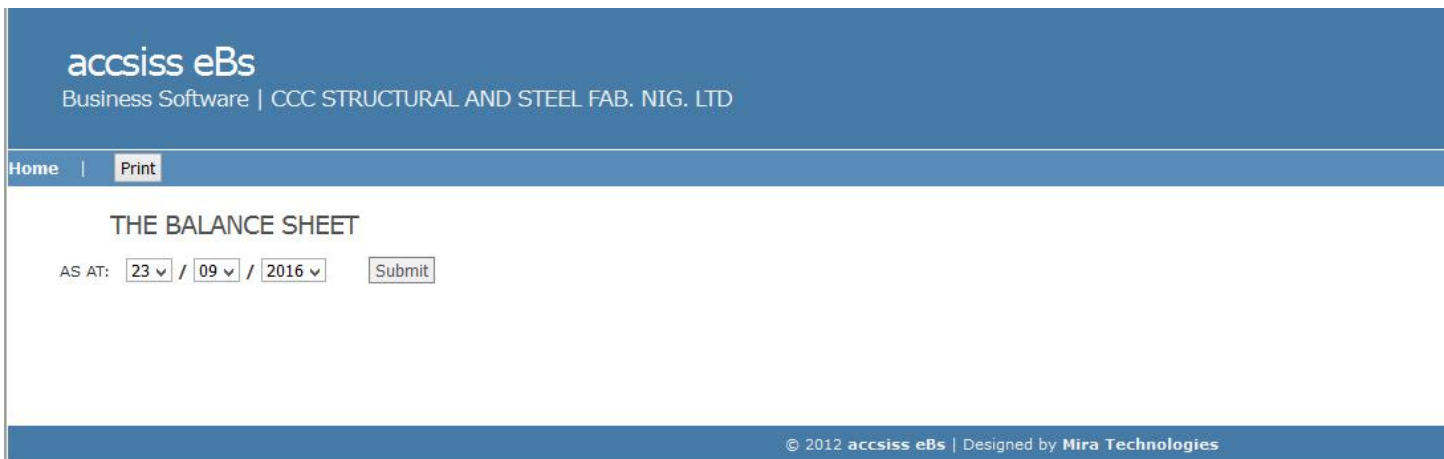 accsiss eBs
Business Software | CCC STRUCTURAL AND STEEL FAB. NIG. LTD
Home | Print
THE BALANCE SHEET
AS AT: 23 / 09 / 2016 Submit
© 2012 accsiss eBs | Designed by Mira Technologies